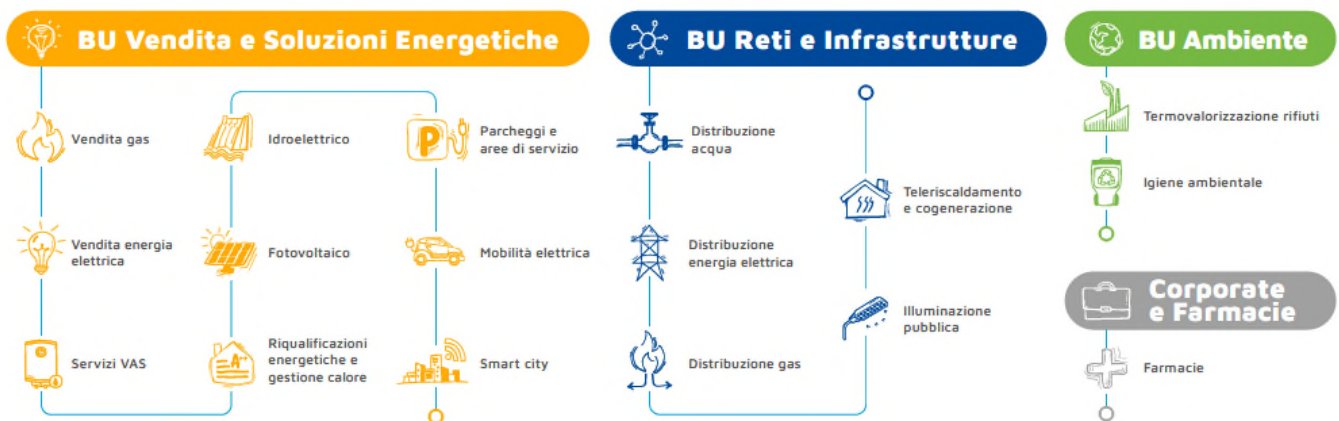 BU Vendita e Soluzioni Energetiche
Vendita gas
Vendita energia
elettrica
Servizi VAS
Idroelettrico
Fotovoltaico
A++
Riqualificazioni
energetiche e
gestione calore
P
Parcheggi e
aree di servizio
Mobilità elettrica
Smart city
BU Reti e Infrastrutture
Distribuzione
acqua
Distribuzione
energia elettrica
Distribuzione gas
Teleriscaldamento
e cogenerazione
Illuminazione
pubblica
BU Ambiente
Termovalorizzazione rifiuti
Igiene ambientale
Corporate
e Farmacie
Farmacie